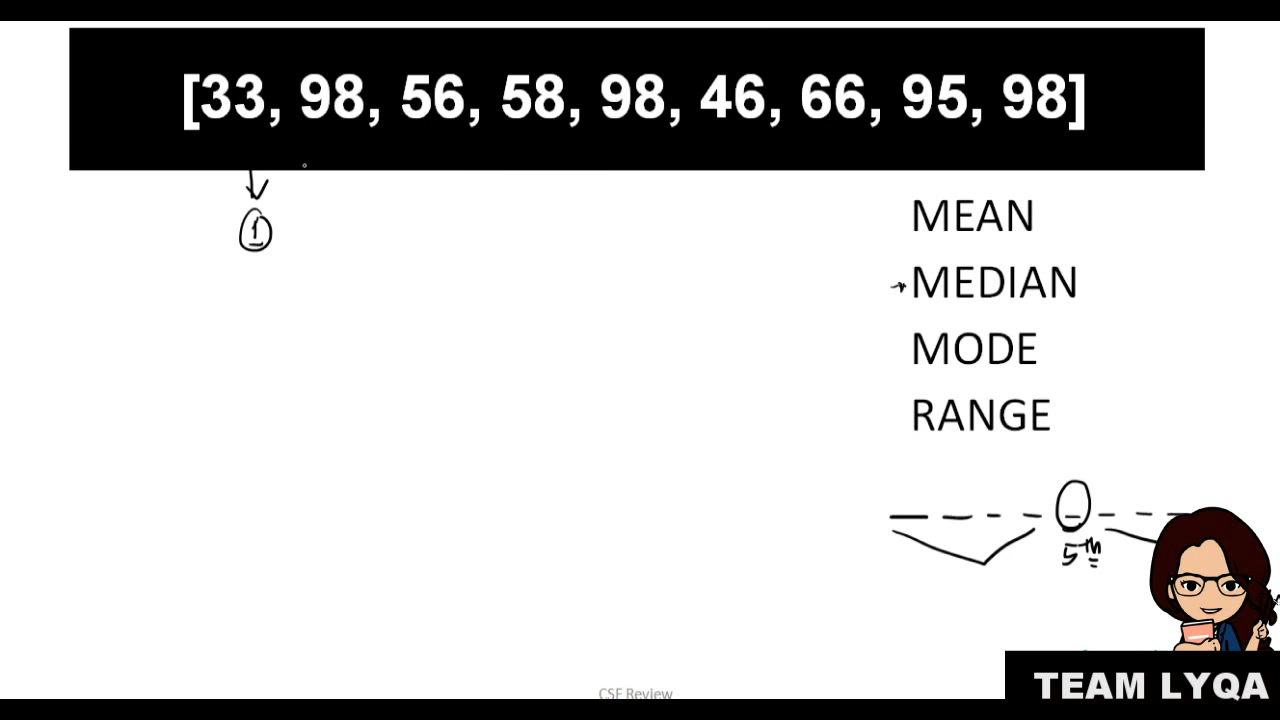 [33, 98, 56, 58, 98, 46, 66, 95, 98]
1
MEAN
MEDIAN
MODE
RANGE
5th
CSE Review
TEAM LYQA